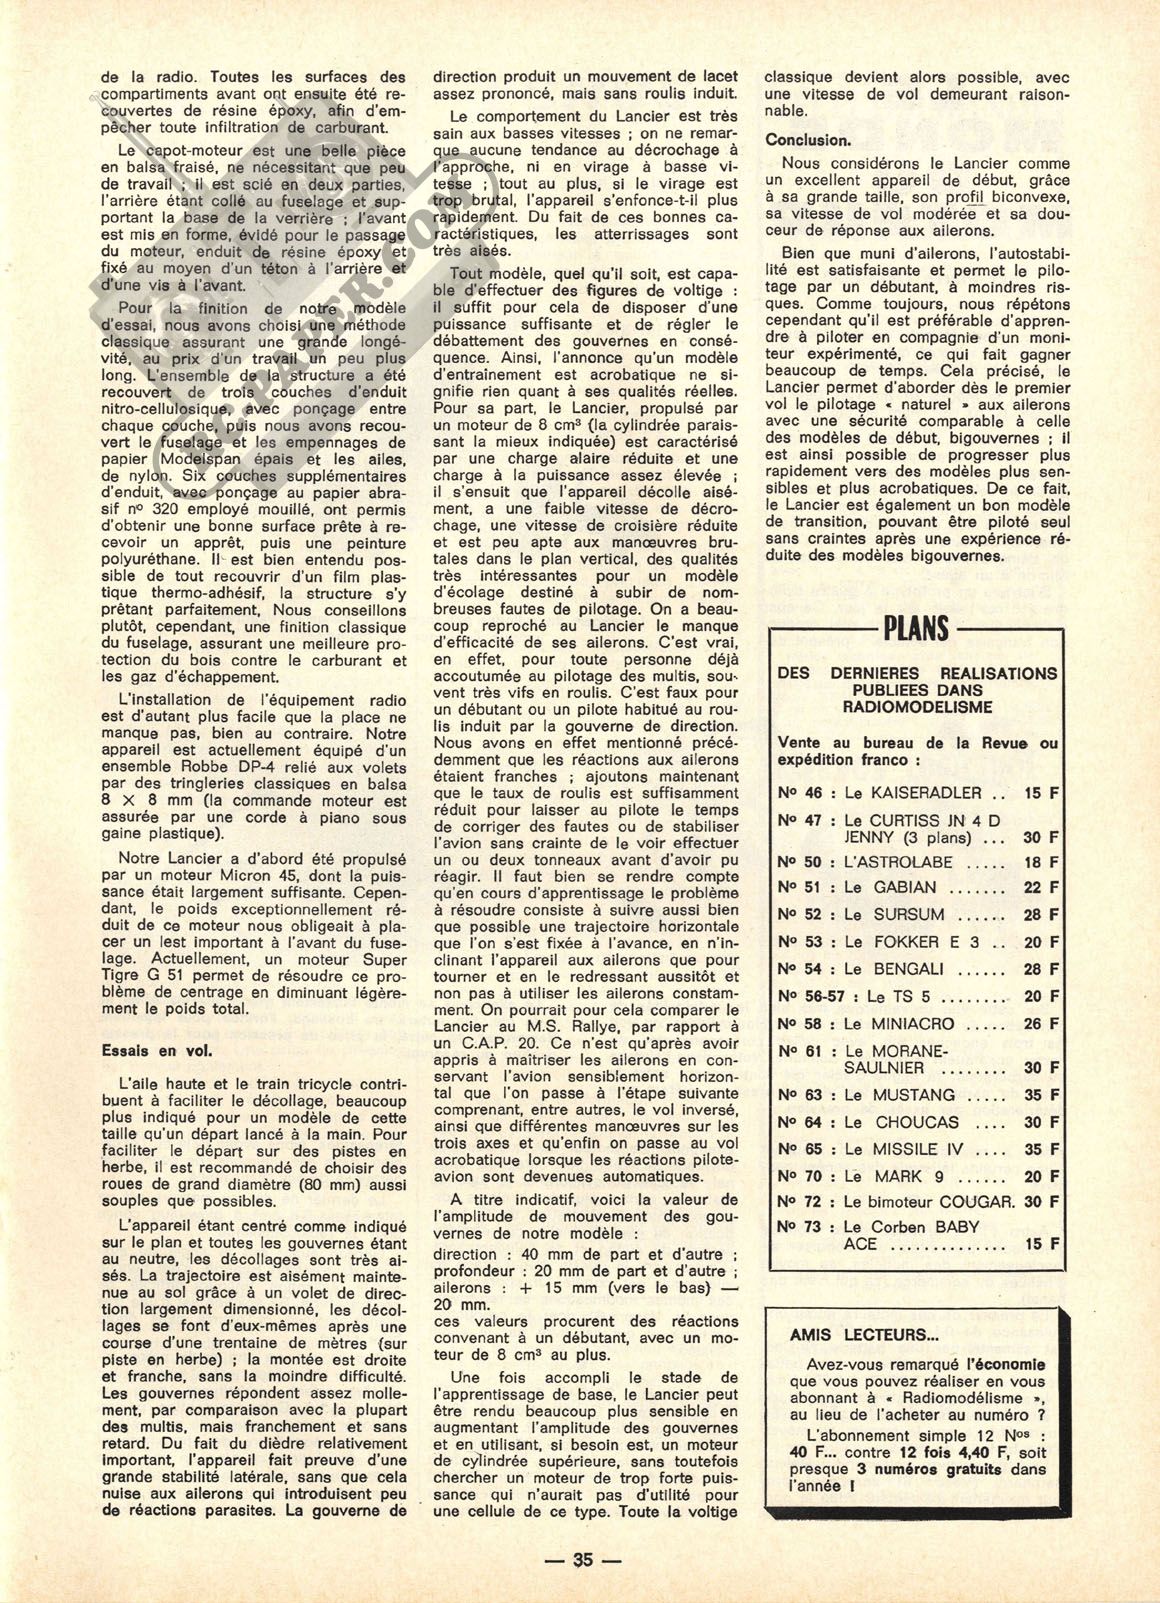 de la radio. Toutes les surfaces des
compartiments avant ont ensuite été re-
couvertes de résine époxy, afin d'em-
pêcher toute infiltration de carburant.
Le capot-moteur est une belle pièce
en balsa fraisé, ne nécessitant que peu
de travail ; il est scié en deux parties,
l'arrière étant collé au fuselage et sup-
portant la base de la verrière ; l'avant
est mis en forme, évidé pour le passage
du moteur, enduit de résine époxy et
fixé au moyen d'un téton à l'arrière et
d'une vis à l'avant.
Pour la finition de notre modèle
d'essai, nous avons choisi une méthode
classique assurant une grande longé-
vité, au prix d'un travail un peu plus
long. L'ensemble de la structure a été
recouvert de trois couches d'enduit
nitro-cellulosique, avec ponçage entre
chaque couche, puis nous avons recou-
vert le fuselage et les empennages de
papier Modelspan épais et les ailes,
de nylon. Six couches supplémentaires
d'enduit, avec ponçage au papier abra-
sif nº 320 employé mouillé, ont permis
d'obtenir une bonne surface prête à re-
cevoir un apprêt, puis une peinture
polyuréthane. Il est bien entendu pos-
sible de tout recouvrir d'un film plas-
tique thermo-adhésif, la structure s'y
prêtant parfaitement, Nous conseillons
plutôt, cependant, une finition classique
du fuselage, assurant une meilleure pro-
tection du bois contre le carburant et
les gaz d'échappement.
L'installation de l'équipement radio
est d'autant plus facile que la place ne
manque pas, bien au contraire. Notre
appareil est actuellement équipé d'un
ensemble Robbe DP-4 relié aux volets
par des tringleries classiques en balsa
8 X 8 mm (la commande moteur est
assurée par une corde à piano sous
gaine plastique).
Notre Lancier a d'abord été propulsé
par un moteur Micron 45, dont la puis-
sance était largement suffisante. Cepen-
dant, le poids exceptionnellement ré-
duit de ce moteur nous obligeait à pla-
cer un lest important à l'avant du fuse-
lage. Actuellement, un moteur Super
Tigre G 51 permet de résoudre ce pro-
blème de centrage en diminuant légère-
ment le poids total.
Essais en vol.
L'aile haute et le train tricycle contri-
buent à faciliter le décollage, beaucoup
plus indiqué pour un modèle de cette
taille qu'un départ lancé à la main. Pour
faciliter le départ sur des pistes en
herbe, il est recommandé de choisir des
roues de grand diamètre (80 mm) aussi
souples que possibles.
L'appareil étant centré comme indiqué
sur le plan et toutes les gouvernes étant
au neutre, les décollages sont très ai-
sés. La trajectoire est aisément mainte-
nue au sol grâce à un volet de direc-
tion largement dimensionné, les décol-
lages se font d'eux-mêmes après une
course d'une trentaine de mètres (sur
piste en herbe) ; la montée est droite
et franche, sans la moindre difficulté.
Les gouvernes répondent assez molle-
ment, par comparaison avec la plupart
des multis, mais franchement et sans
retard. Du fait du dièdre relativement
important, l'appareil fait preuve d'une
grande stabilité latérale, sans que cela
nuise aux ailerons qui introduisent peu
de réactions parasites. La gouverne de
direction produit un mouvement de lacet
assez prononcé, mais sans roulis induit.
Le comportement du Lancier est très
sain aux basses vitesses ; on ne remar-
que aucune tendance au décrochage à
l'approche, ni en virage à basse vi-
tesse ; tout au plus, si le virage est
trop brutal, l'appareil s'enfonce-t-il plus
rapidement. Du fait de ces bonnes ca-
ractéristiques, les atterrissages sont
très aisés.
Tout modèle, quel qu'il soit, est capa-
ble d'effectuer des figures de voltige :
il suffit pour cela de disposer d'une
puissance suffisante et de régler le
débattement des gouvernes en consé-
quence. Ainsi, l'annonce qu'un modèle
d'entraînement est acrobatique ne si-
gnifie rien quant à ses qualités réelles.
Pour sa part, le Lancier, propulsé par
un moteur de 8 cm³ (la cylindrée parais-
sant la mieux indiquée) est caractérisé
par une charge alaire réduite et une
charge à la puissance assez élevée ;
il s'ensuit que l'appareil décolle aisé-
ment, a une faible vitesse de décro-
chage, une vitesse de croisière réduite
et est peu apte aux manœuvres bru-
tales dans le plan vertical, des qualités
très intéressantes pour un modèle
d'écolage destiné à subir de nom-
breuses fautes de pilotage. On a beau-
coup reproché au Lancier le manque
d'efficacité de ses ailerons. C'est vrai,
en effet, pour toute personne déjà
accoutumée au pilotage des multis, sou-
vent très vifs en roulis. C'est faux pour
un débutant ou un pilote habitué au rou-
lis induit par la gouverne de direction.
Nous avons en effet mentionné précé-
demment que les réactions aux ailerons
étaient franches ; ajoutons maintenant
que le taux de roulis est suffisamment
réduit pour laisser au pilote le temps
de corriger des fautes ou de stabiliser
l'avion sans crainte de le voir effectuer
un ou deux tonneaux avant d'avoir pu
réagir. Il faut bien se rendre compte
qu'en cours d'apprentissage le problème
à résoudre consiste à suivre aussi bien
que possible une trajectoire horizontale
que l'on s'est fixée à l'avance, en n'in-
clinant l'appareil aux ailerons que pour
tourner et en le redressant aussitôt et
non pas à utiliser les ailerons constam-
ment. On pourrait pour cela comparer le
Lancier au M.S. Rallye, par rapport à
un C.A.P. 20. Ce n'est qu'après avoir
appris à maîtriser les ailerons en con-
servant l'avion sensiblement horizon-
tal que l'on passe à l'étape suivante
comprenant, entre autres, le vol inversé,
ainsi que différentes manœuvres sur les
trois axes et qu'enfin on passe au vol
acrobatique lorsque les réactions pilote-
avion sont devenues automatiques.
A titre indicatif, voici la valeur de
l'amplitude de mouvement des gou-
vernes de notre modèle :
direction : 40 mm de part et d'autre ;
profondeur : 20 mm de part et d'autre ;
ailerons : + 15 mm (vers le bas) —
20 mm.
ces valeurs procurent des réactions
convenant à un débutant, avec un mo-
teur de 8 cm³ au plus.
Une fois accompli le stade de
l'apprentissage de base, le Lancier peut
être rendu beaucoup plus sensible en
augmentant l'amplitude des gouvernes
et en utilisant, si besoin est, un moteur
de cylindrée supérieure, sans toutefois
chercher un moteur de trop forte puis-
sance qui n'aurait pas d'utilité pour
une cellule de ce type. Toute la voltige
classique devient alors possible, avec
une vitesse de vol demeurant raison-
nable.
Conclusion.
Nous considérons le Lancier comme
un excellent appareil de début, grâce
à sa grande taille, son profil biconvexe,
sa vitesse de vol modérée et sa dou-
ceur de réponse aux ailerons.
Bien que muni d'ailerons, l'autostabi-
lité est satisfaisante et permet le pilo-
tage par un débutant, à moindres ris-
ques. Comme toujours, nous répétons
cependant qu'il est préférable d'appren-
dre à piloter en compagnie d'un moni-
teur expérimenté, ce qui fait gagner
beaucoup de temps. Cela précisé, le
Lancier permet d'aborder dès le premier
vol le pilotage « naturel » aux ailerons
avec une sécurité comparable à celle
des modèles de début, bigouvernes ; il
est ainsi possible de progresser plus
rapidement vers des modèles plus sen-
sibles et plus acrobatiques. De ce fait,
le Lancier est également un bon modèle
de transition, pouvant être piloté seul
sans craintes après une expérience ré-
duite des modèles bigouvernes.
PLANS
DES DERNIERES REALISATIONS
PUBLIEES DANS
RADIOMODELISME
Vente au bureau de la Revue ou
expédition franco :
Nº 46 : Le KAISERADLER .. 15 F
Nº 47 : Le CURTISS JN 4 D
JENNY (3 plans) ... 30 F
Nº 50 : L'ASTROLABE ..... 18 F
Nº 51 : Le GABIAN ....... 22 F
Nº 52 : Le SURSUM ...... 28 F
Nº 53 : Le FOKKER E 3 .. 20 F
Nº 54 : Le BENGALI ...... 28 F
Nº 56-57 : Le TS 5 ........ 20 F
Nº 58 : Le MINIACRO ..... 26 F
Nº 61 : Le MORANE-
SAULNIER ........ 30 F
Nº 63 : Le MUSTANG ..... 35 F
Nº 64 : Le CHOUCAS .... 30 F
Nº 65 : Le MISSILE IV .... 35 F
Nº 70 : Le MARK 9 ...... 20 F
Nº 72 : Le bimoteur COUGAR. 30 F
Nº 73 : Le Corben BABY
ACE .............. 15 F
AMIS LECTEURS...
Avez-vous remarqué l'économie
que vous pouvez réaliser en vous
abonnant à « Radiomodélisme »,
au lieu de l'acheter au numéro ?
L'abonnement simple 12 Nos :
40 F... contre 12 fois 4,40 F, soit
presque 3 numéros gratuits dans
l'année !
— 35 —
RC-PAPER.COM